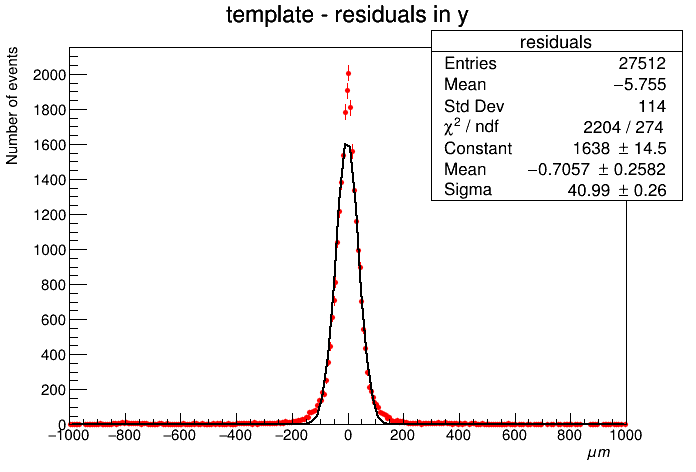 template - residuals in y
residuals
Entries 27512
Mean −5.755
Std Dev 114
χ² / ndf 2204 / 274
Constant 1638 ± 14.5
Mean −0.7057 ± 0.2582
Sigma 40.99 ± 0.26
Number of events
2000
1800
1600
1400
1200
1000
800
600
400
200
0
−1000 −800 −600 −400 −200 0 200 400 600 800 1000
μm